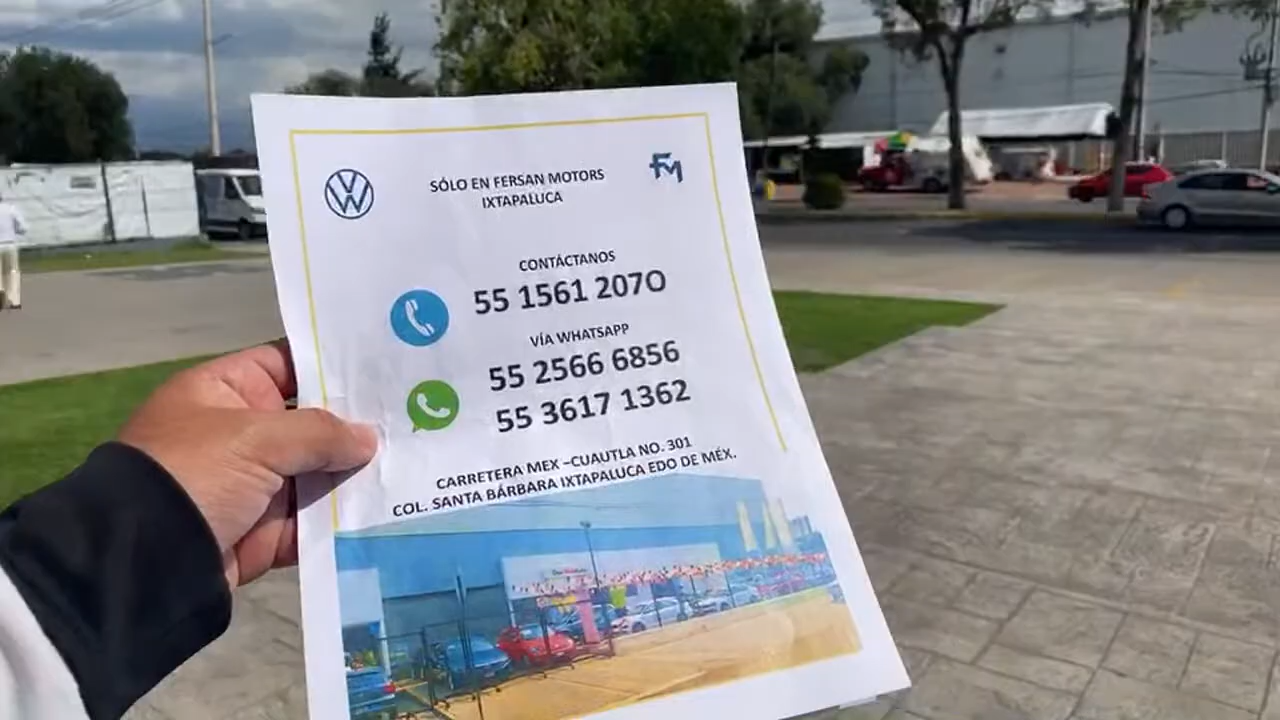 SÓLO EN FERSAN MOTORS
IXTAPALUCA
FM
CONTÁCTANOS
55 1561 2070
VÍA WHATSAPP
55 2566 6856
55 3617 1362
CARRETERA MEX –CUAUTLA NO. 301
COL. SANTA BÁRBARA IXTAPALUCA EDO DE MÉX.